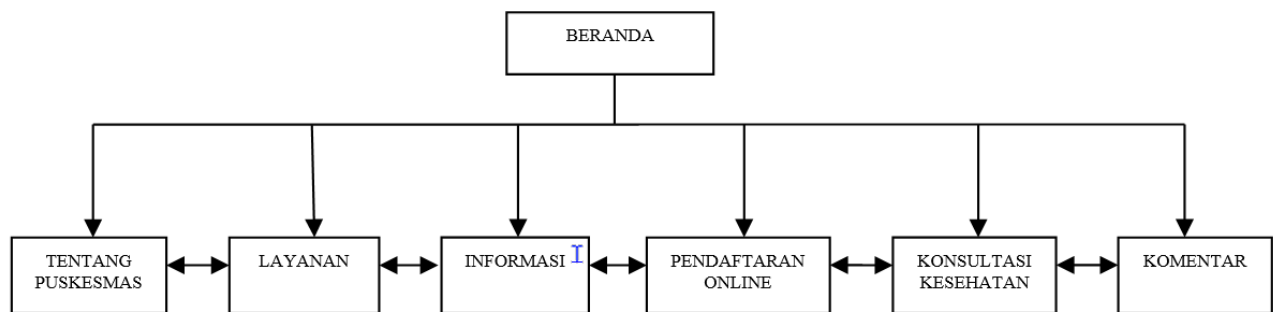 BERANDA
TENTANG
PUSKESMAS
LAYANAN
INFORMASI
PENDAFTARAN
ONLINE
KONSULTASI
KESEHATAN
KOMENTAR